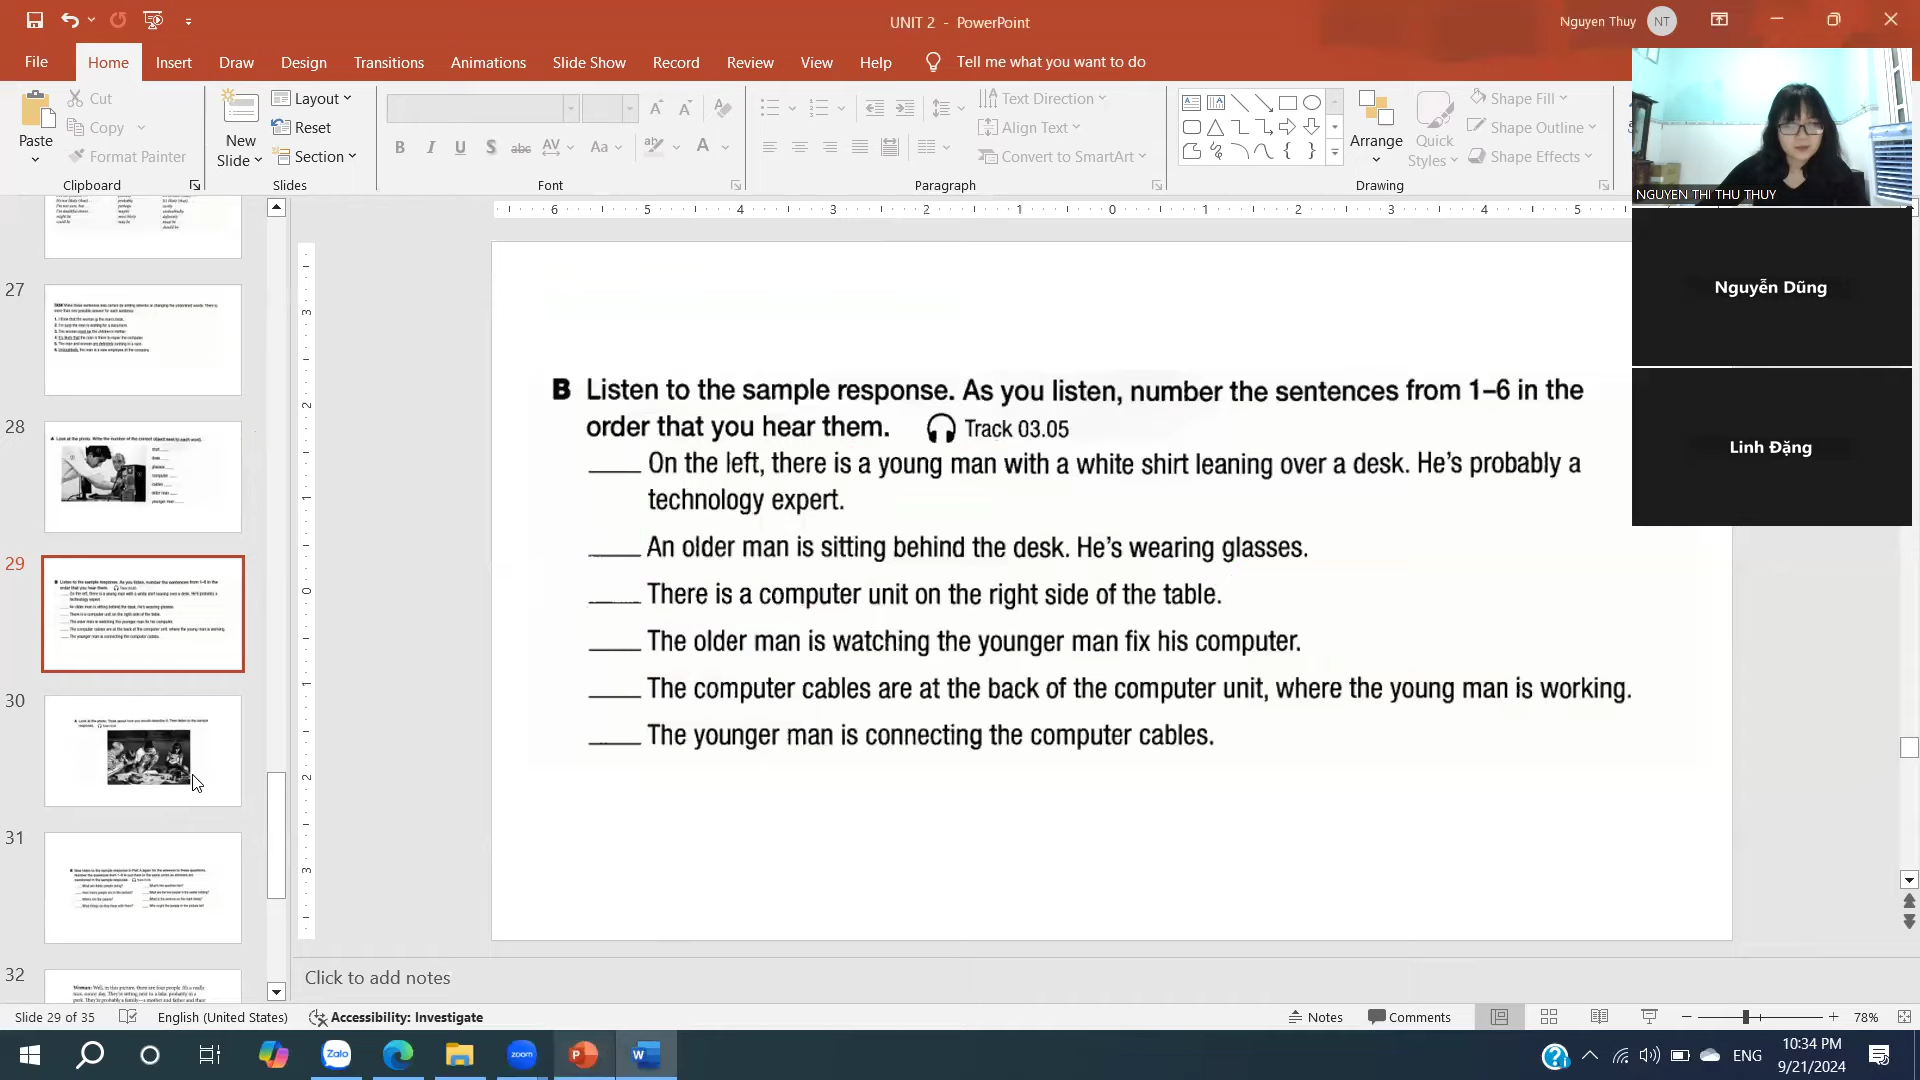 UNIT 2 - PowerPoint
Nguyen Thuy
NT
File
Home
Insert
Draw
Design
Transitions
Animations
Slide Show
Record
Review
View
Help
Tell me what you want to do
Paste
Cut
Copy
Format Painter
Clipboard
New
Slide
Layout
Reset
Section
Slides
Font
Text Direction
Align Text
Convert to SmartArt
Paragraph
Arrange
Quick
Styles
Shape Fill
Shape Outline
Shape Effects
Drawing
NGUYEN THI THU THUY
Nguyễn Dũng
Linh Đặng
27
28
29
30
31
32
B Listen to the sample response. As you listen, number the sentences from 1–6 in the
order that you hear them. Track 03.05
____ On the left, there is a young man with a white shirt leaning over a desk. He's probably a
technology expert.
____ An older man is sitting behind the desk. He's wearing glasses.
____ There is a computer unit on the right side of the table.
____ The older man is watching the younger man fix his computer.
____ The computer cables are at the back of the computer unit, where the young man is working.
____ The younger man is connecting the computer cables.
Click to add notes
Slide 29 of 35
English (United States)
Accessibility: Investigate
Notes
Comments
78%
Zalo
zoom
ENG
10:34 PM
9/21/2024